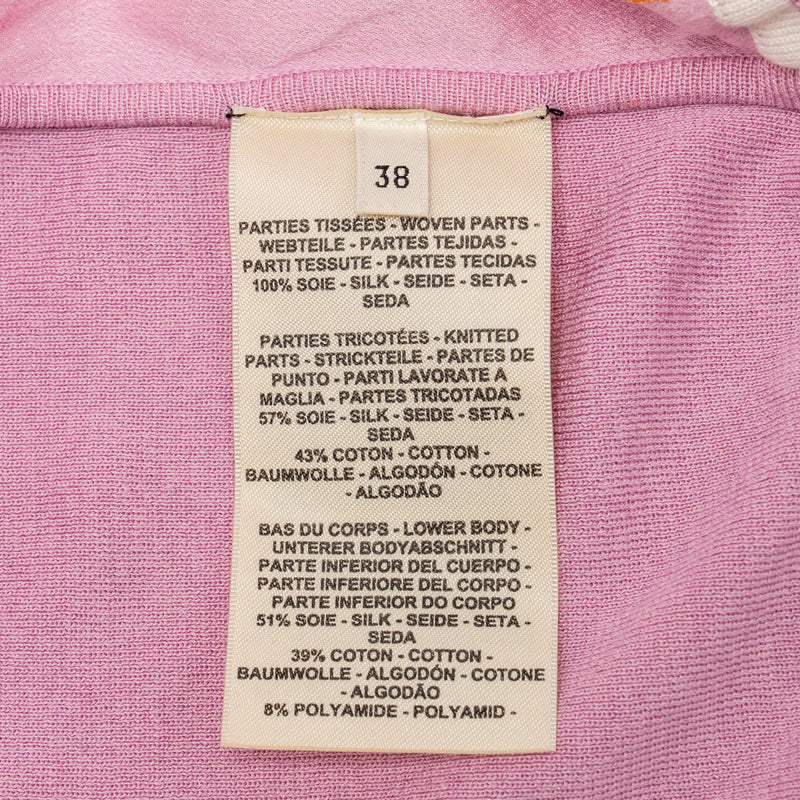 38
PARTIES TISSÉES - WOVEN PARTS -
WEBTEILE - PARTES TEJIDAS -
PARTI TESSUTE - PARTES TECIDAS
100% SOIE - SILK - SEIDE - SETA -
SEDA
PARTIES TRICOTÉES - KNITTED
PARTS - STRICKTEILE - PARTES DE
PUNTO - PARTI LAVORATE A
MAGLIA - PARTES TRICOTADAS
57% SOIE - SILK - SEIDE - SETA -
SEDA
43% COTON - COTTON -
BAUMWOLLE - ALGODÓN - COTONE
- ALGODÃO
BAS DU CORPS - LOWER BODY -
UNTERER BODYABSCHNITT -
PARTE INFERIOR DEL CUERPO -
PARTE INFERIORE DEL CORPO -
PARTE INFERIOR DO CORPO
51% SOIE - SILK - SEIDE - SETA -
SEDA
39% COTON - COTTON -
BAUMWOLLE - ALGODÓN - COTONE
- ALGODÃO
8% POLYAMIDE - POLYAMID -